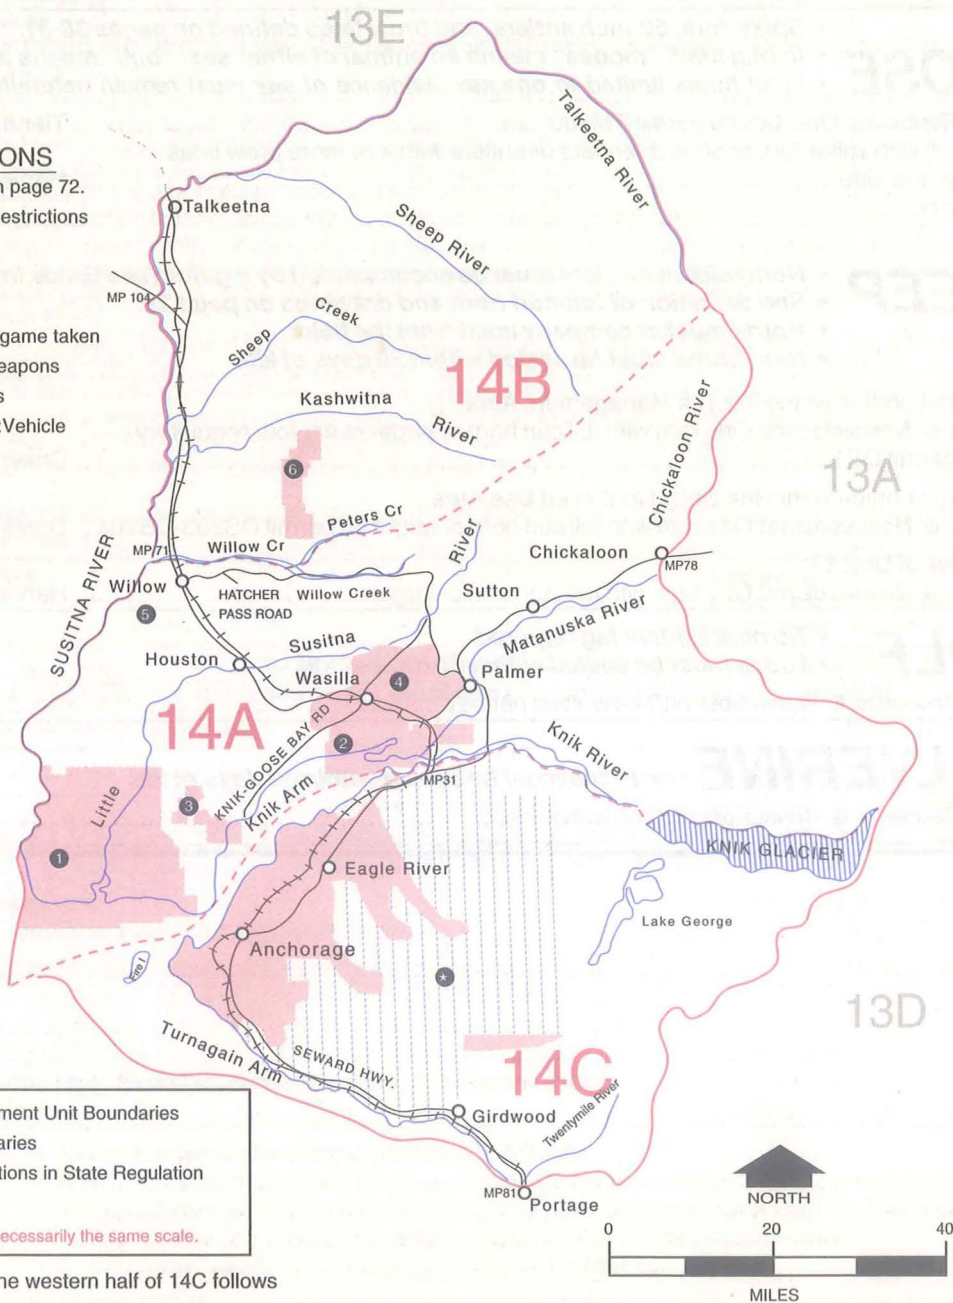 13E
Talkeetna River
IONS
n page 72.
estrictions
Talkeetna
Sheep River
MP 104
Sheep Creek
game taken
eapons
s
Vehicle
14B
Kashwitna River
Chickaloon River
13A
6
Peters Cr
River
MP 71
Willow Cr
Chickaloon
MP78
SUSITNA RIVER
Willow
HATCHER
PASS ROAD
Willow Creek
Sutton
5
Matanuska River
Susitna
Houston
Wasilla
4
Palmer
14A
KNIK-GOOSE BAY RD
2
Knik River
MP31
Little
3
Knik Arm
KNIK GLACIER
1
Eagle River
Lake George
Anchorage
Fire I
13D
Turnagain Arm
SEWARD HWY.
14C
Girdwood
Twentymile River
ment Unit Boundaries
aries
tions in State Regulation
MP81
Portage
NORTH
ecessarily the same scale.
0 20 40
MILES
he western half of 14C follows